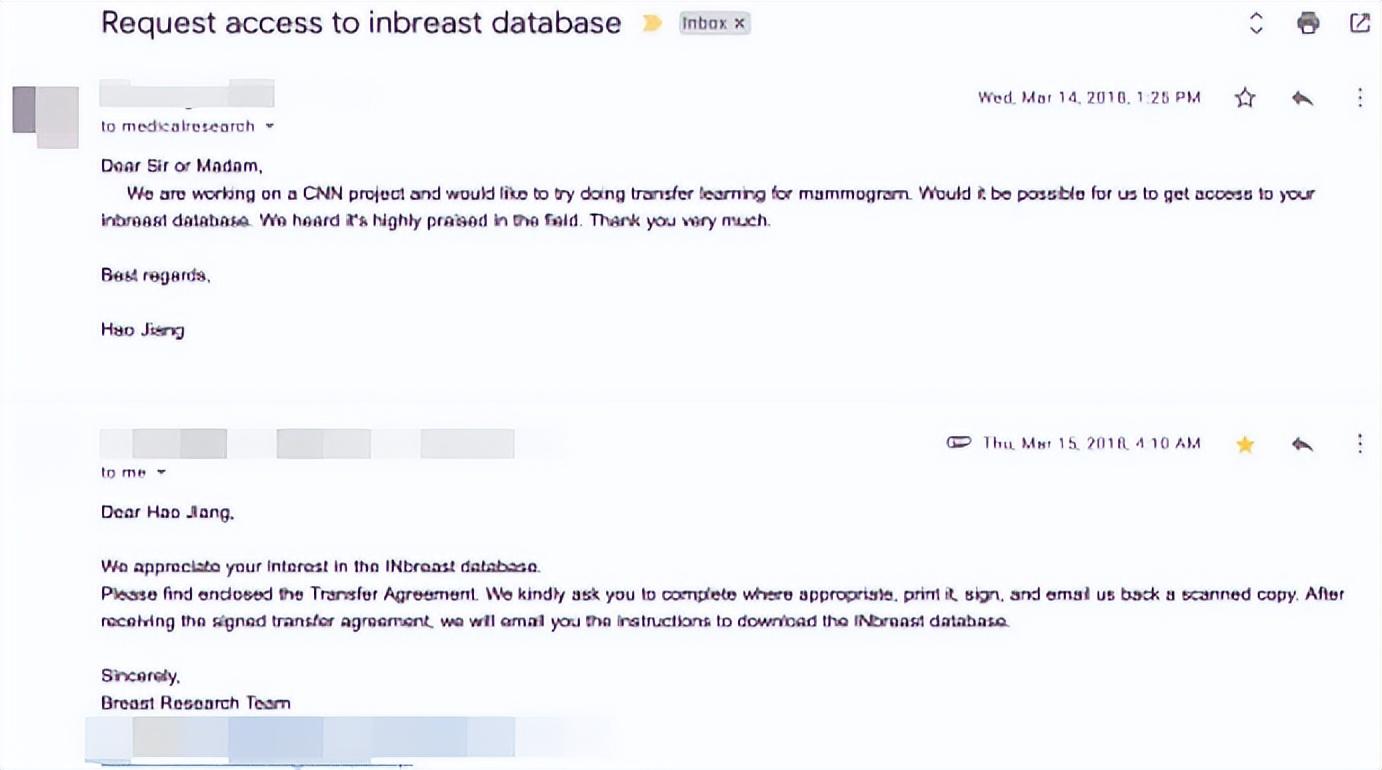 Request access to inbreast database
Inbox ×
Wed, Mar 14, 2018, 1:25 PM
to medicalresearch
Dear Sir or Madam,
We are working on a CNN project and would like to try doing transfer learning for mammogram. Would it be possible for us to get access to your
inbreast database. We heard it's highly praised in the field. Thank you very much.
Best regards,
Hao Jiang
Thu, Mar 15, 2018, 4:10 AM
to me
Dear Hao Jiang,
We appreciate your interest in the INbreast database.
Please find enclosed the Transfer Agreement. We kindly ask you to complete where appropriate, print it, sign, and email us back a scanned copy. After
receiving the signed transfer agreement, we will email you the instructions to download the INbreast database.
Sincerely,
Breast Research Team